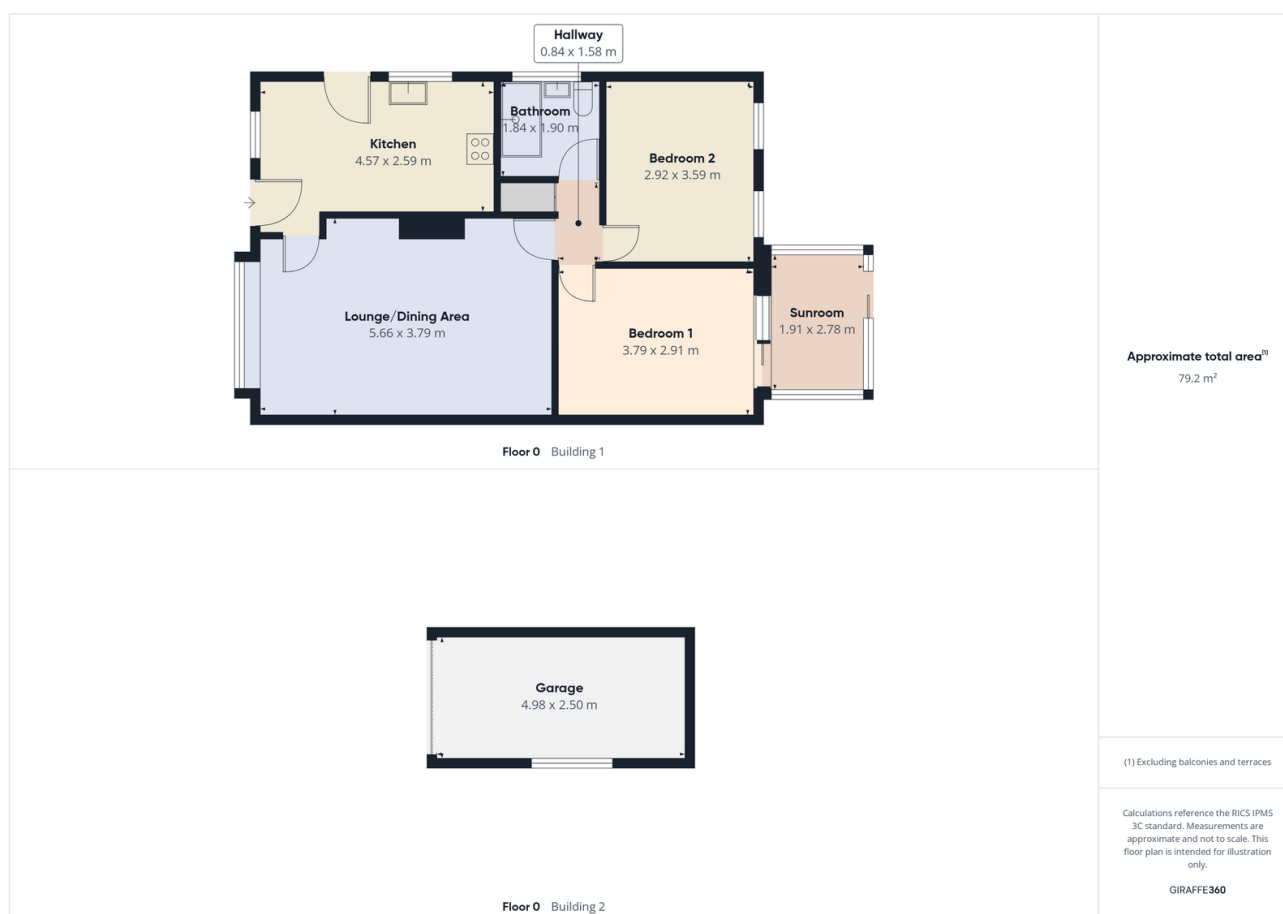 Hallway
0.84 x 1.58 m
Kitchen
4.57 x 2.59 m
Bathroom
1.84 x 1.90 m
Bedroom 2
2.92 x 3.59 m
Lounge/Dining Area
5.66 x 3.79 m
Bedroom 1
3.79 x 2.91 m
Sunroom
1.91 x 2.78 m
Floor 0 Building 1
Garage
4.98 x 2.50 m
Floor 0 Building 2
Approximate total area(1)
79.2 m²
(1) Excluding balconies and terraces
Calculations reference the RICS IPMS
3C standard. Measurements are
approximate and not to scale. This
floor plan is intended for illustration
only.
GIRAFFE360